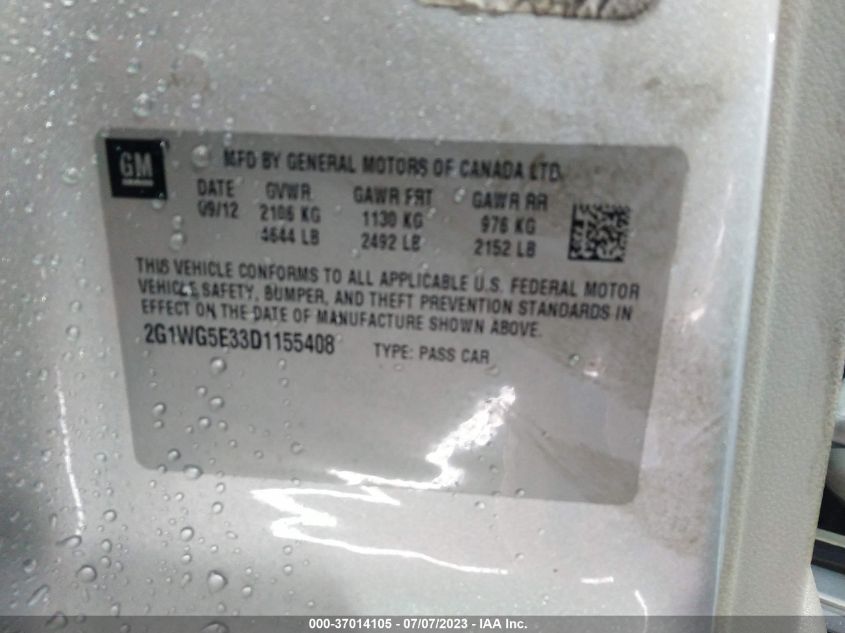 GM
MFD BY GENERAL MOTORS OF CANADA LTD.
DATE GVWR GAWR FRT GAWR RR
09/12 2106 KG 1130 KG 976 KG
4644 LB 2492 LB 2152 LB
THIS VEHICLE CONFORMS TO ALL APPLICABLE U.S. FEDERAL MOTOR
VEHICLE SAFETY, BUMPER, AND THEFT PREVENTION STANDARDS IN
EFFECT ON THE DATE OF MANUFACTURE SHOWN ABOVE.
2G1WG5E33D1155408 TYPE: PASS CAR
000-37014105 - 07/07/2023 - IAA Inc.